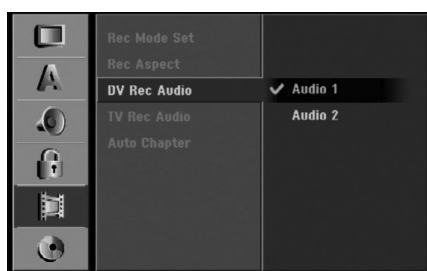 Rec Mode Set
Rec Aspect
DV Rec Audio
✔ Audio 1
TV Rec Audio
Audio 2
Auto Chapter